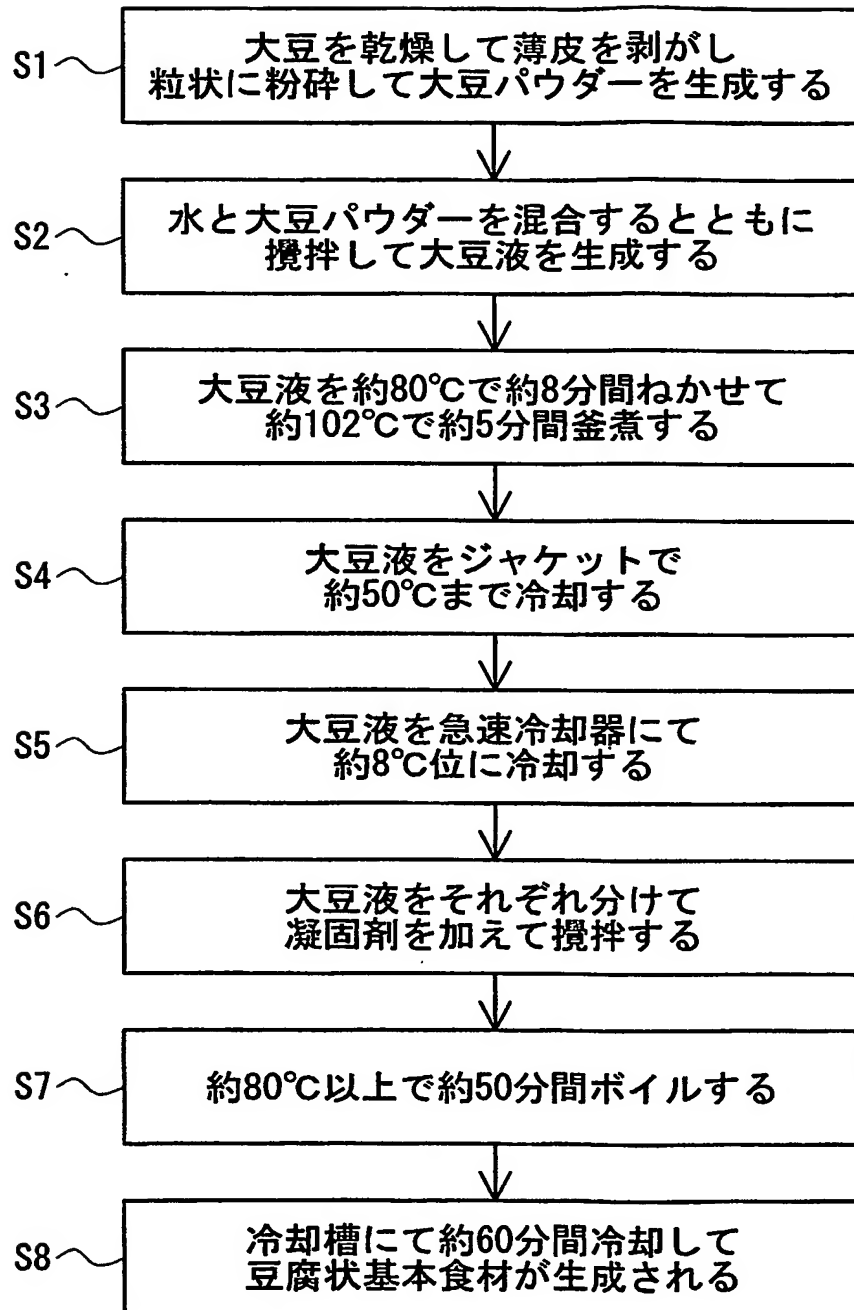 S1
大豆を乾燥して薄皮を剥がし
粒状に粉砕して大豆パウダーを生成する
S2
水と大豆パウダーを混合するとともに
攪拌して大豆液を生成する
S3
大豆液を約80℃で約8分間ねかせて
約102℃で約5分間釜煮する
S4
大豆液をジャケットで
約50℃まで冷却する
S5
大豆液を急速冷却器にて
約8℃位に冷却する
S6
大豆液をそれぞれ分けて
凝固剤を加えて攪拌する
S7
約80℃以上で約50分間ボイルする
S8
冷却槽にて約60分間冷却して
豆腐状基本食材が生成される